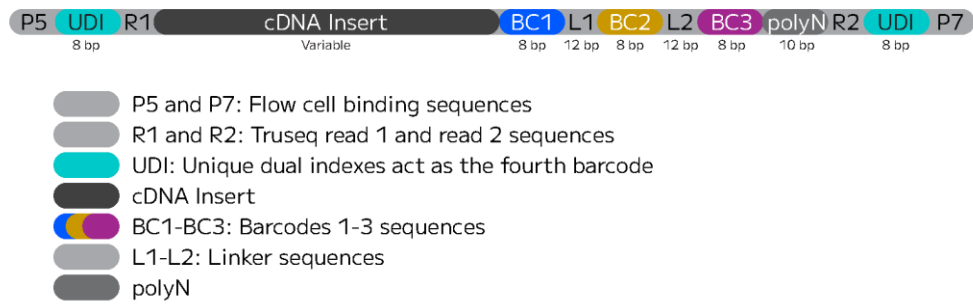 P5 UDI R1 cDNA Insert BC1 L1 BC2 L2 BC3 polyN R2 UDI P7
8 bp Variable 8 bp 12 bp 8 bp 12 bp 8 bp 10 bp 8 bp
P5 and P7: Flow cell binding sequences
R1 and R2: Truseq read 1 and read 2 sequences
UDI: Unique dual indexes act as the fourth barcode
cDNA Insert
BC1-BC3: Barcodes 1-3 sequences
L1-L2: Linker sequences
polyN